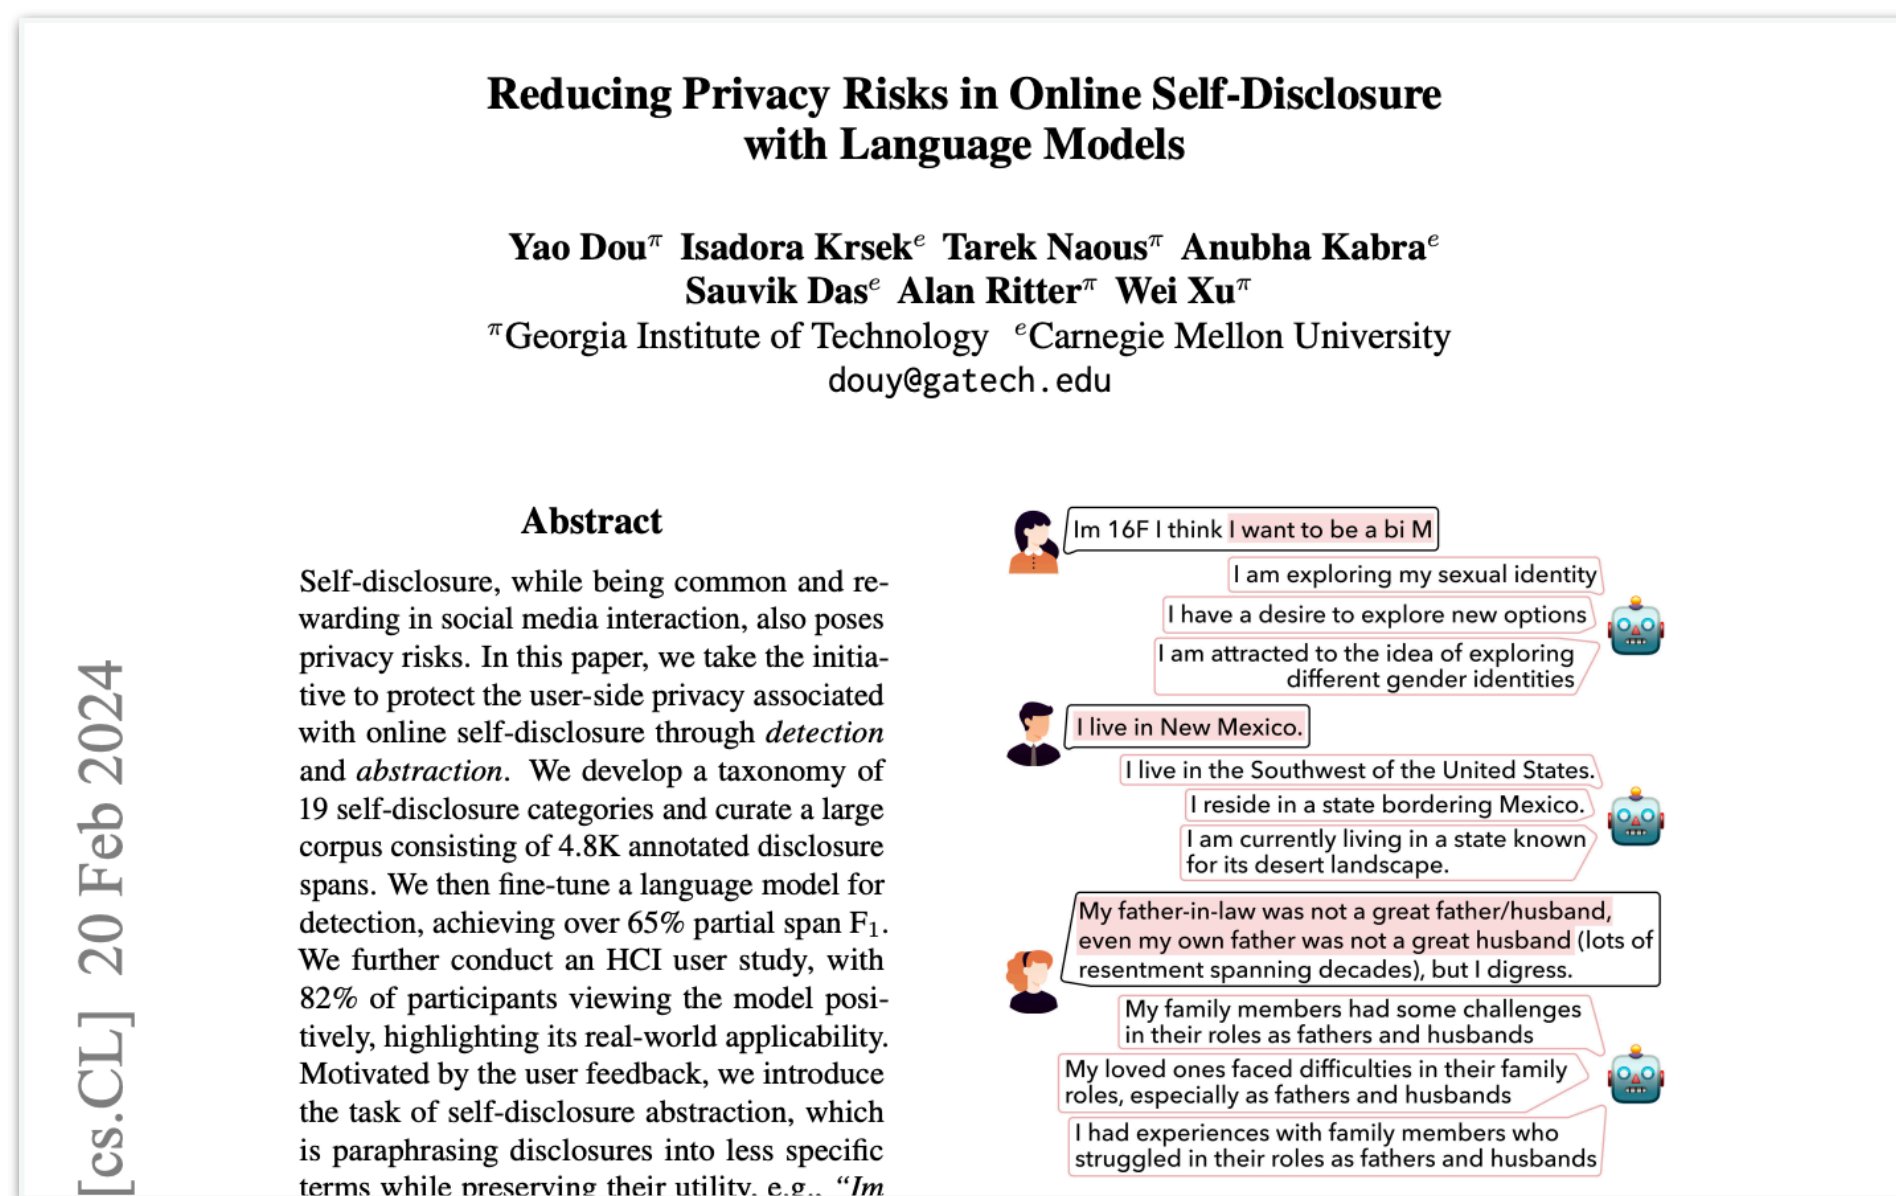 Reducing Privacy Risks in Online Self-Disclosure
with Language Models
Yao Douπ Isadora Krseke Tarek Naousπ Anubha Kabrae
Sauvik Dase Alan Ritterπ Wei Xuπ
πGeorgia Institute of Technology eCarnegie Mellon University
douy@gatech.edu
[cs.CL] 20 Feb 2024
Abstract
Self-disclosure, while being common and re-
warding in social media interaction, also poses
privacy risks. In this paper, we take the initia-
tive to protect the user-side privacy associated
with online self-disclosure through detection
and abstraction. We develop a taxonomy of
19 self-disclosure categories and curate a large
corpus consisting of 4.8K annotated disclosure
spans. We then fine-tune a language model for
detection, achieving over 65% partial span F1.
We further conduct an HCI user study, with
82% of participants viewing the model posi-
tively, highlighting its real-world applicability.
Motivated by the user feedback, we introduce
the task of self-disclosure abstraction, which
is paraphrasing disclosures into less specific
terms while preserving their utility, e.g., “Im
Im 16F I think I want to be a bi M
I am exploring my sexual identity
I have a desire to explore new options
I am attracted to the idea of exploring
different gender identities
I live in New Mexico.
I live in the Southwest of the United States.
I reside in a state bordering Mexico.
I am currently living in a state known
for its desert landscape.
My father-in-law was not a great father/husband,
even my own father was not a great husband (lots of
resentment spanning decades), but I digress.
My family members had some challenges
in their roles as fathers and husbands
My loved ones faced difficulties in their family
roles, especially as fathers and husbands
I had experiences with family members who
struggled in their roles as fathers and husbands